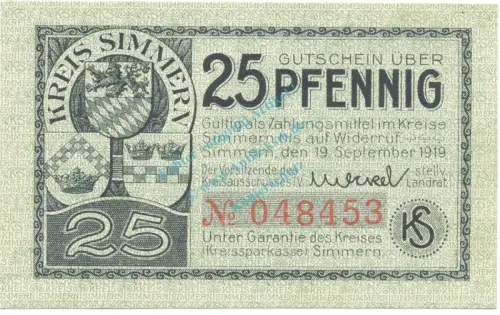 KREIS SIMMERN
25
GUTSCHEIN ÜBER
25 PFENNIG
Gültig als Zahlungsmittel im Kreise
Simmern bis auf Widerruf
Simmern, den 19. September 1919
Der Vorsitzende des
Kreisausschusses I.V.
stellv.
Landrat.
No 048453
Unter Garantie des Kreises
(Kreissparkasse) Simmern
KS